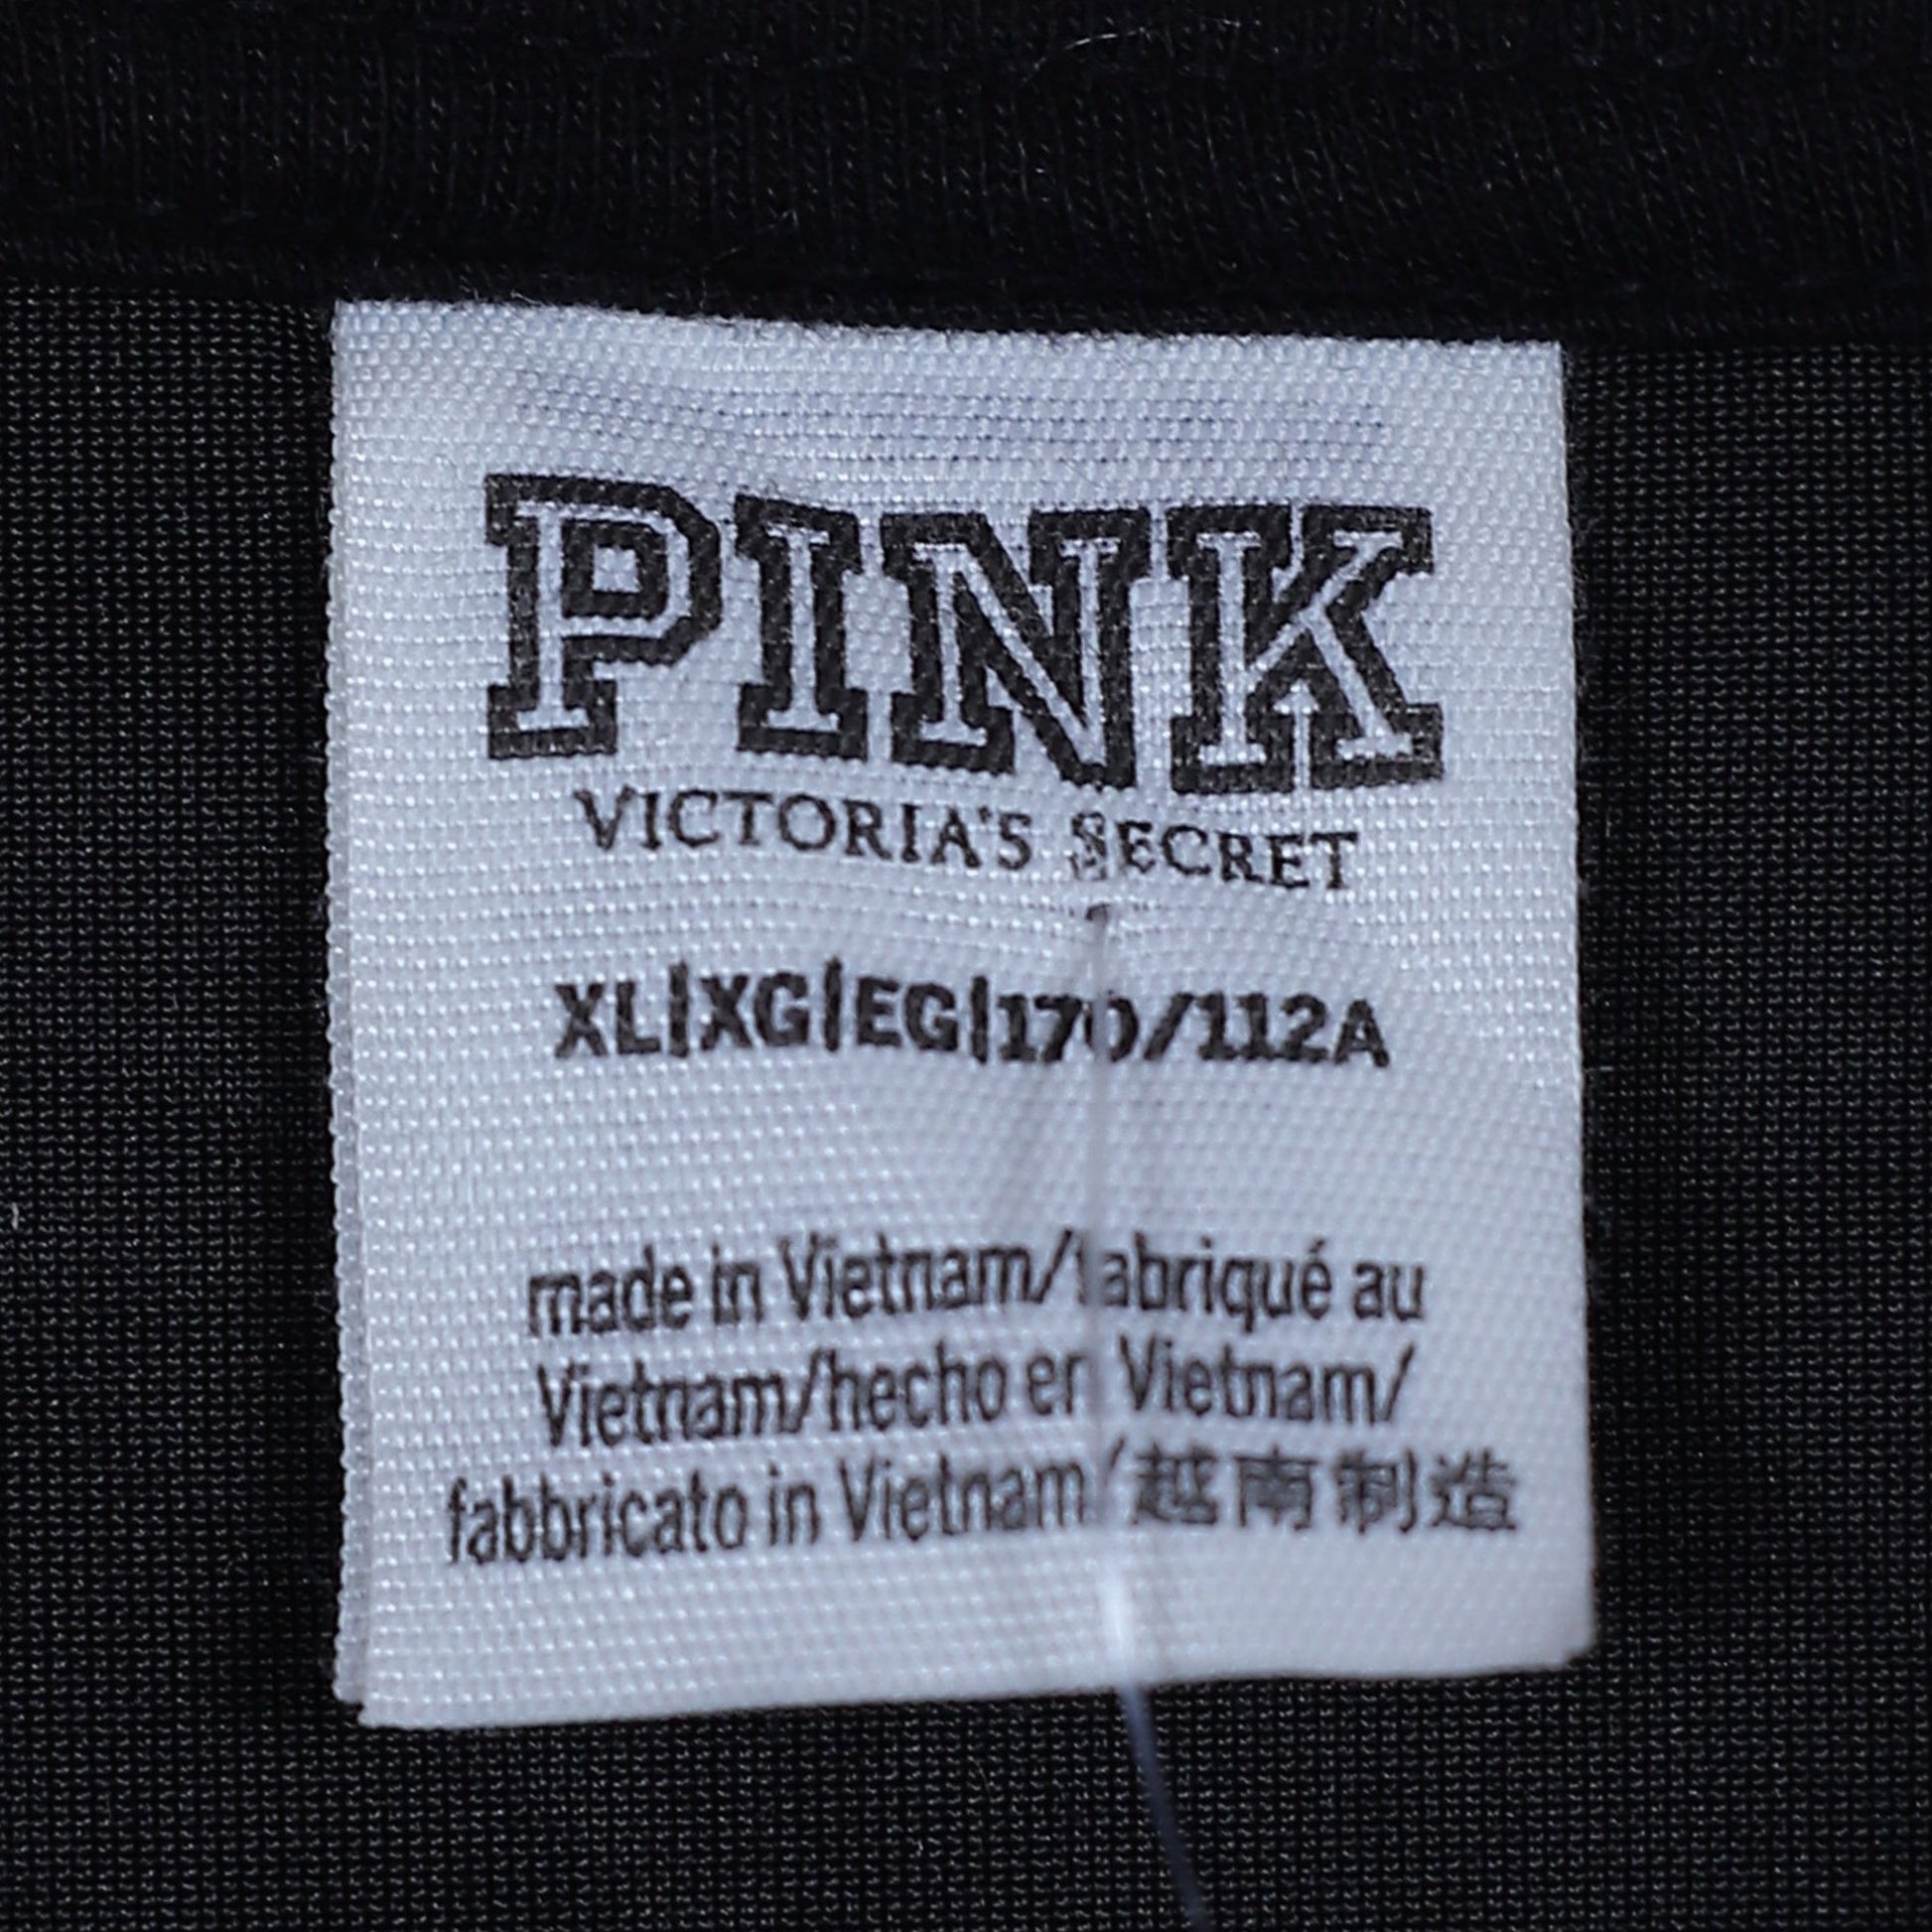 PINK
VICTORIA'S SECRET
XL|XG|EG|170/112A
made in Vietnam/fabriqué au
Vietnam/hecho en Vietnam/
fabbricato in Vietnam/越南制造